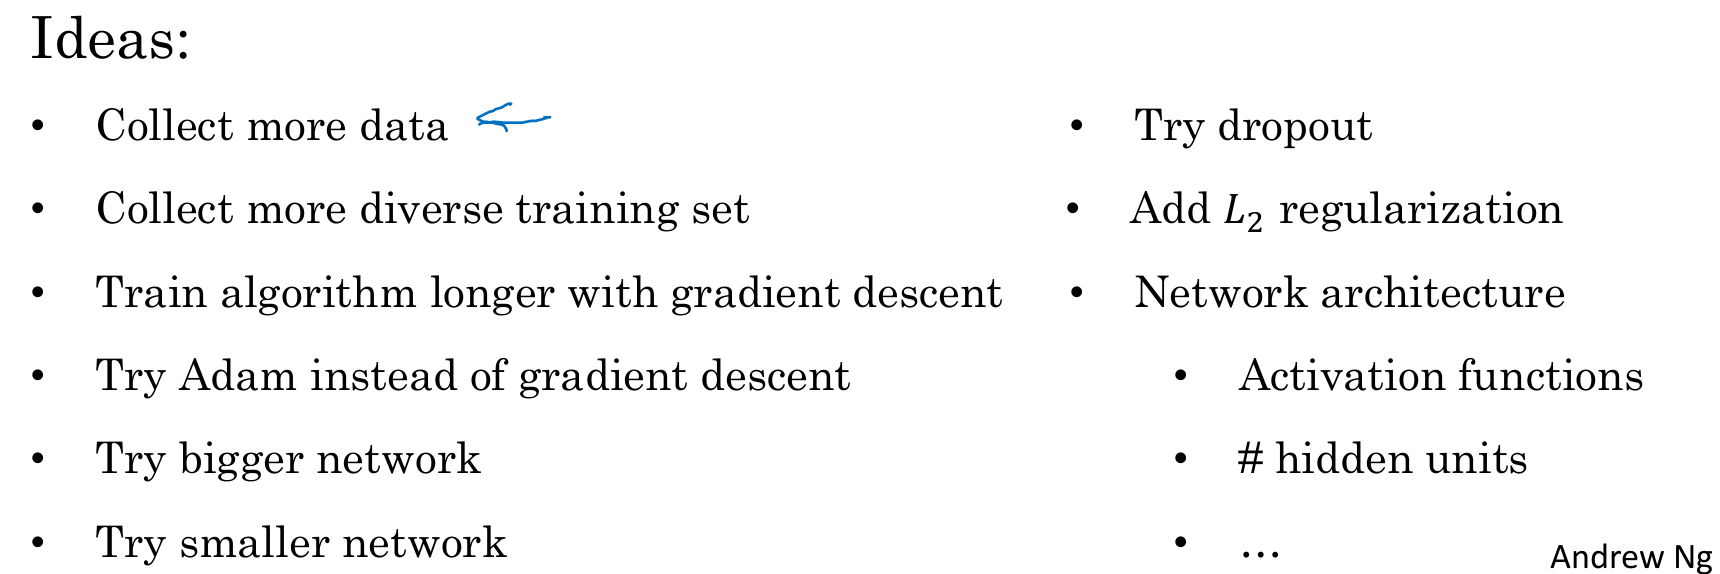 Ideas:
• Collect more data
• Collect more diverse training set
• Train algorithm longer with gradient descent
• Try Adam instead of gradient descent
• Try bigger network
• Try smaller network
• Try dropout
• Add L₂ regularization
• Network architecture
• Activation functions
• # hidden units
• ...
Andrew Ng